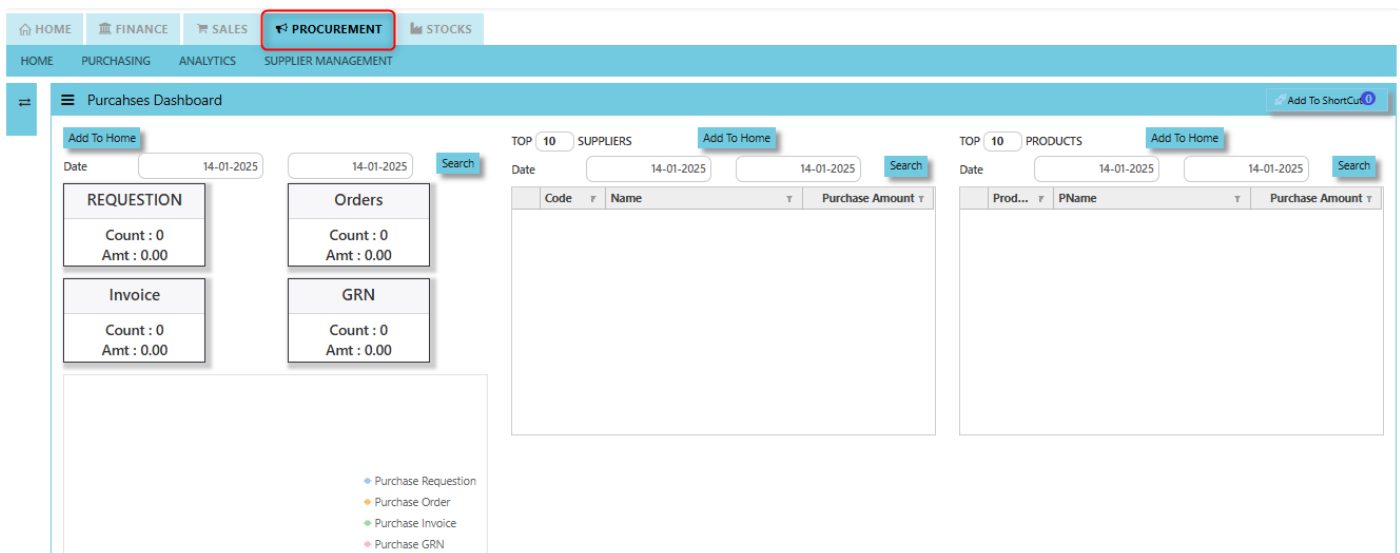 HOME FINANCE SALES PROCUREMENT STOCKS
HOME PURCHASING ANALYTICS SUPPLIER MANAGEMENT
Purcahses Dashboard Add To ShortCut 0
Add To Home
Date 14-01-2025 14-01-2025 Search
REQUESTION
Count : 0
Amt : 0.00
Orders
Count : 0
Amt : 0.00
Invoice
Count : 0
Amt : 0.00
GRN
Count : 0
Amt : 0.00
Purchase Requestion
Purchase Order
Purchase Invoice
Purchase GRN
TOP 10 SUPPLIERS Add To Home
Date 14-01-2025 14-01-2025 Search
Code Name Purchase Amount
TOP 10 PRODUCTS Add To Home
Date 14-01-2025 14-01-2025 Search
Prod... PName Purchase Amount